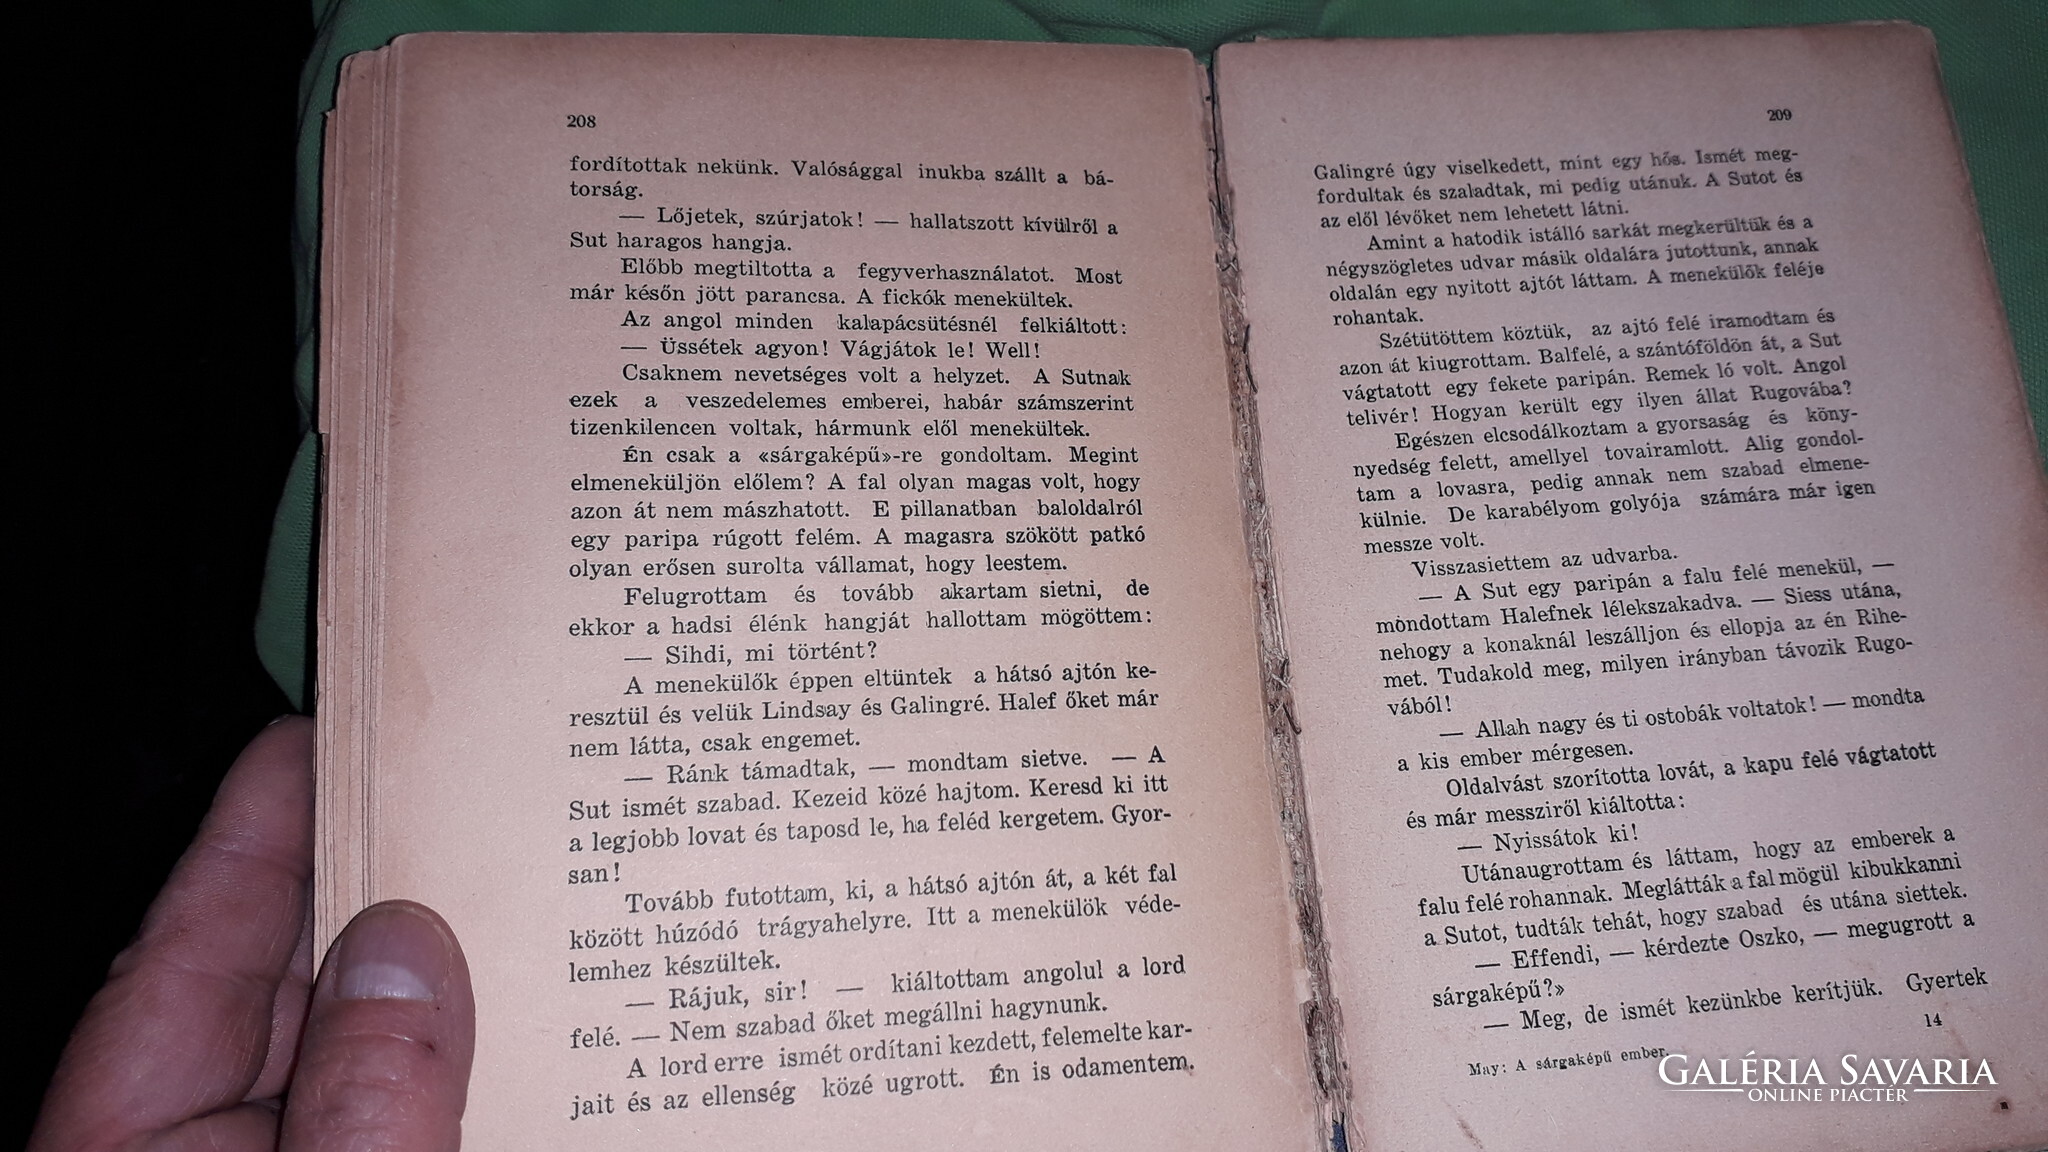 208
fordítottak nekünk. Valósággal inukba szállt a bá-
torság.
— Lőjetek, szúrjatok! — hallatszott kívülről a
Sut haragos hangja.
Előbb megtiltotta a fegyverhasználatot. Most
már későn jött parancsa. A fickók menekültek.
Az angol minden kalapácsütésnél felkiáltott:
— Üssétek agyon! Vágjátok le! Well!
Csaknem nevetséges volt a helyzet. A Sutnak
ezek a veszedelemes emberei, habár számszerint
tizenkilencen voltak, hármunk elől menekültek.
Én csak a «sárgaképű»-re gondoltam. Megint
elmeneküljön előlem? A fal olyan magas volt, hogy
azon át nem mászhatott. E pillanatban baloldalról
egy paripa rúgott felém. A magasra szökött patkó
olyan erősen surolta vállamat, hogy leestem.
Felugrottam és tovább akartam sietni, de
ekkor a hadsi élénk hangját hallottam mögöttem:
— Sihdi, mi történt?
A menekülők éppen eltüntek a hátsó ajtón ke-
resztül és velük Lindsay és Galingré. Halef őket már
nem látta, csak engemet.
— Ránk támadtak, — mondtam sietve. — A
Sut ismét szabad. Kezeid közé hajtom. Keresd ki itt
a legjobb lovat és taposd le, ha feléd kergetem. Gyor-
san!
Tovább futottam, ki, a hátsó ajtón át, a két fal
között húzódó trágyahelyre. Itt a menekülök véde-
lemhez készültek.
— Rájuk, sir! — kiáltottam angolul a lord
felé. — Nem szabad őket megállni hagynunk.
A lord erre ismét ordítani kezdett, felemelte kar-
jait és az ellenség közé ugrott. Én is odamentem.
209
Galingré úgy viselkedett, mint egy hős. Ismét meg-
fordultak és szaladtak, mi pedig utánuk. A Sutot és
az elől lévőket nem lehetett látni.
Amint a hatodik istálló sarkát megkerültük és a
négyszögletes udvar másik oldalára jutottunk, annak
oldalán egy nyitott ajtót láttam. A menekülők feléje
rohantak.
Szétütöttem köztük, az ajtó felé iramodtam és
azon át kiugrottam. Balfelé, a szántóföldön át, a Sut
vágtatott egy fekete paripán. Remek ló volt. Angol
telivér! Hogyan került egy ilyen állat Rugovába?
Egészen elcsodálkoztam a gyorsaság és köny-
nyedség felett, amellyel tovairamlott. Alig gondol-
tam a lovasra, pedig annak nem szabad elmene-
külnie. De karabélyom golyója számára már igen
messze volt.
Visszasiettem az udvarba.
— A Sut egy paripán a falu felé menekül, —
mondottam Halefnek lélekszakadva. — Siess utána,
nehogy a konaknál leszálljon és ellopja az én Rihe-
met. Tudakold meg, milyen irányban távozik Rugo-
vából!
— Allah nagy és ti ostobák voltatok! — mondta
a kis ember mérgesen.
Oldalvást szorította lovát, a kapu felé vágtatott
és már messziről kiáltotta:
— Nyissátok ki!
Utánaugrottam és láttam, hogy az emberek a
falu felé rohannak. Meglátták a fal mögül kibukkanni
a Sutot, tudták tehát, hogy szabad és utána siettek.
— Effendi, — kérdezte Oszko, — megugrott a
sárgaképű?»
— Meg, de ismét kezünkbe kerítjük. Gyertek
May: A sárgaképű ember.
14
GALÉRIA SAVARIA
ONLINE PIACTÉR